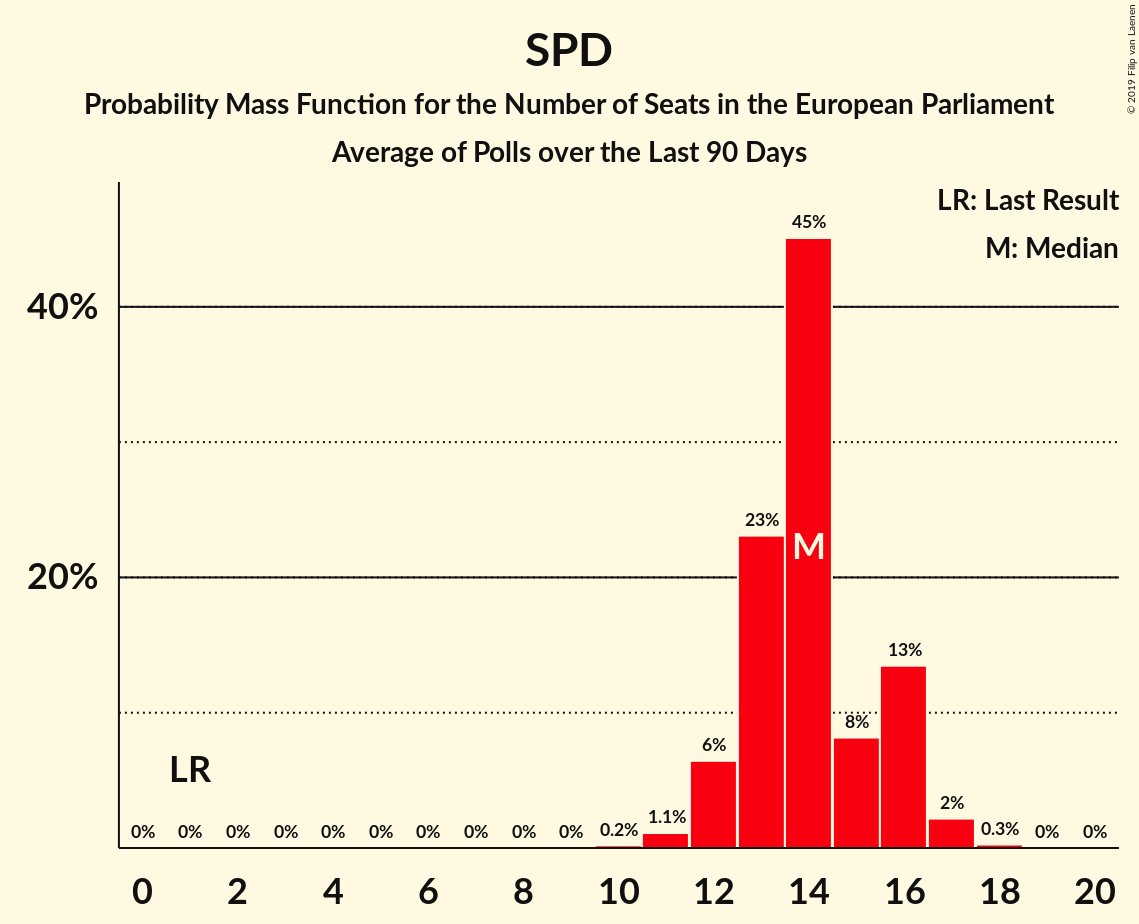 SPD
Probability Mass Function for the Number of Seats in the European Parliament
Average of Polls over the Last 90 Days
© 2019 Filip van Laenen
LR: Last Result
M: Median
45%
40%
23%
M
20%
13%
8%
6%
LR
2%
1.1%
0% 0% 0% 0% 0% 0% 0% 0% 0% 0% 0.2% 0.3% 0% 0%
0 2 4 6 8 10 12 14 16 18 20